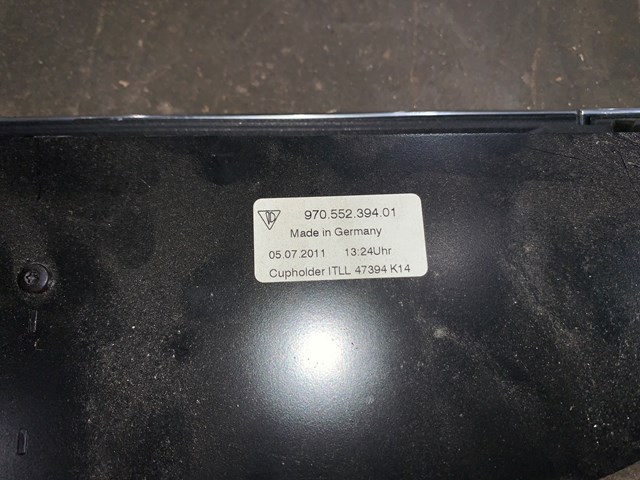 970.552.394.01
Made in Germany
05.07.2011 13:24Uhr
Cupholder ITLL 47394 K14